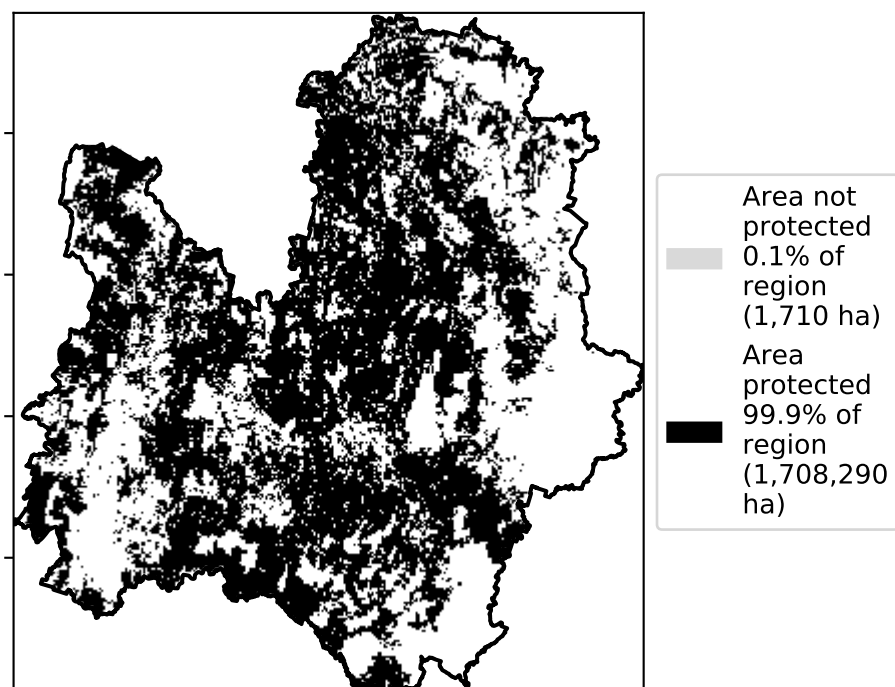 Area not
protected
0.1% of
region
(1,710 ha)
Area
protected
99.9% of
region
(1,708,290
ha)